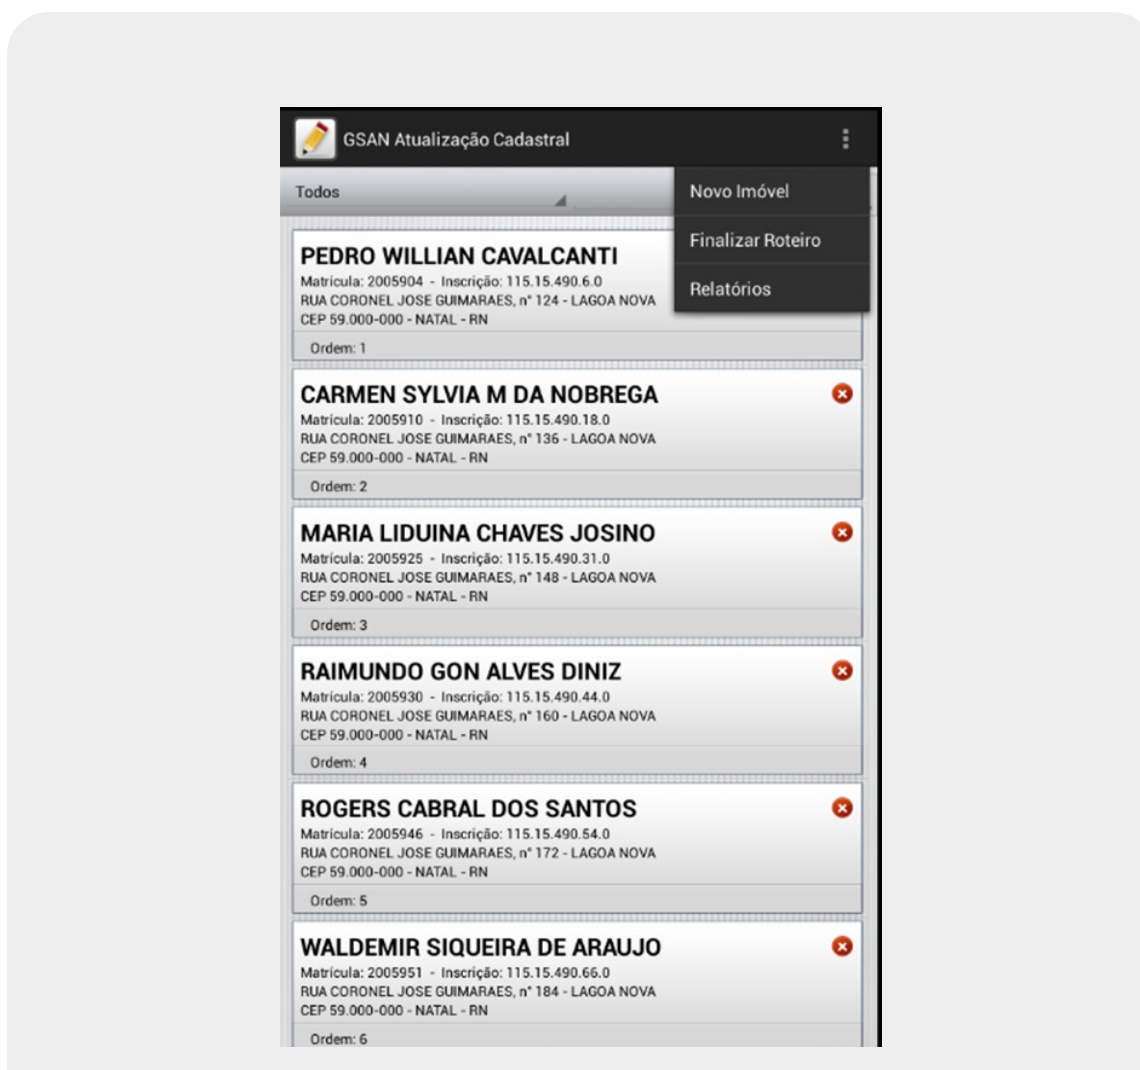 GSAN Atualização Cadastral
Todos
Novo Imóvel
Finalizar Roteiro
Relatórios
PEDRO WILLIAN CAVALCANTI
Matrícula: 2005904 - Inscrição: 115.15.490.6.0
RUA CORONEL JOSE GUIMARAES, n° 124 - LAGOA NOVA
CEP 59.000-000 - NATAL - RN
Ordem: 1
CARMEN SYLVIA M DA NOBREGA
Matrícula: 2005910 - Inscrição: 115.15.490.18.0
RUA CORONEL JOSE GUIMARAES, n° 136 - LAGOA NOVA
CEP 59.000-000 - NATAL - RN
Ordem: 2
MARIA LIDUINA CHAVES JOSINO
Matrícula: 2005925 - Inscrição: 115.15.490.31.0
RUA CORONEL JOSE GUIMARAES, n° 148 - LAGOA NOVA
CEP 59.000-000 - NATAL - RN
Ordem: 3
RAIMUNDO GON ALVES DINIZ
Matrícula: 2005930 - Inscrição: 115.15.490.44.0
RUA CORONEL JOSE GUIMARAES, n° 160 - LAGOA NOVA
CEP 59.000-000 - NATAL - RN
Ordem: 4
ROGERS CABRAL DOS SANTOS
Matrícula: 2005946 - Inscrição: 115.15.490.54.0
RUA CORONEL JOSE GUIMARAES, n° 172 - LAGOA NOVA
CEP 59.000-000 - NATAL - RN
Ordem: 5
WALDEMIR SIQUEIRA DE ARAUJO
Matrícula: 2005951 - Inscrição: 115.15.490.66.0
RUA CORONEL JOSE GUIMARAES, n° 184 - LAGOA NOVA
CEP 59.000-000 - NATAL - RN
Ordem: 6